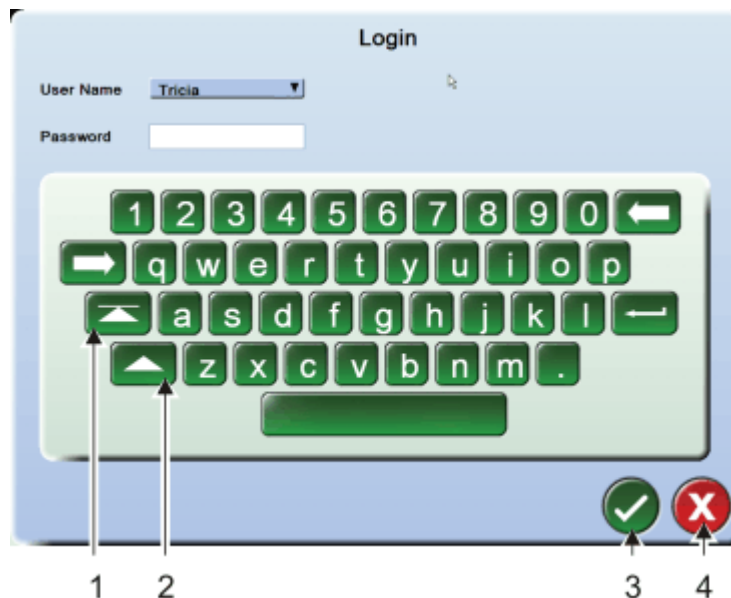 Login
User Name Tricia
Password
1 2 3 4 5 6 7 8 9 0
q w e r t y u i o p
a s d f g h j k l
z x c v b n m .
X
1 2 3 4